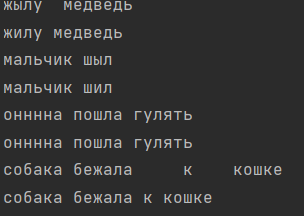 жылу  медведь
жилу медведь
мальчик шыл
мальчик шил
онннна пошла гулять
онннна пошла гулять
собака бежала     к    кошке
собака бежала к кошке